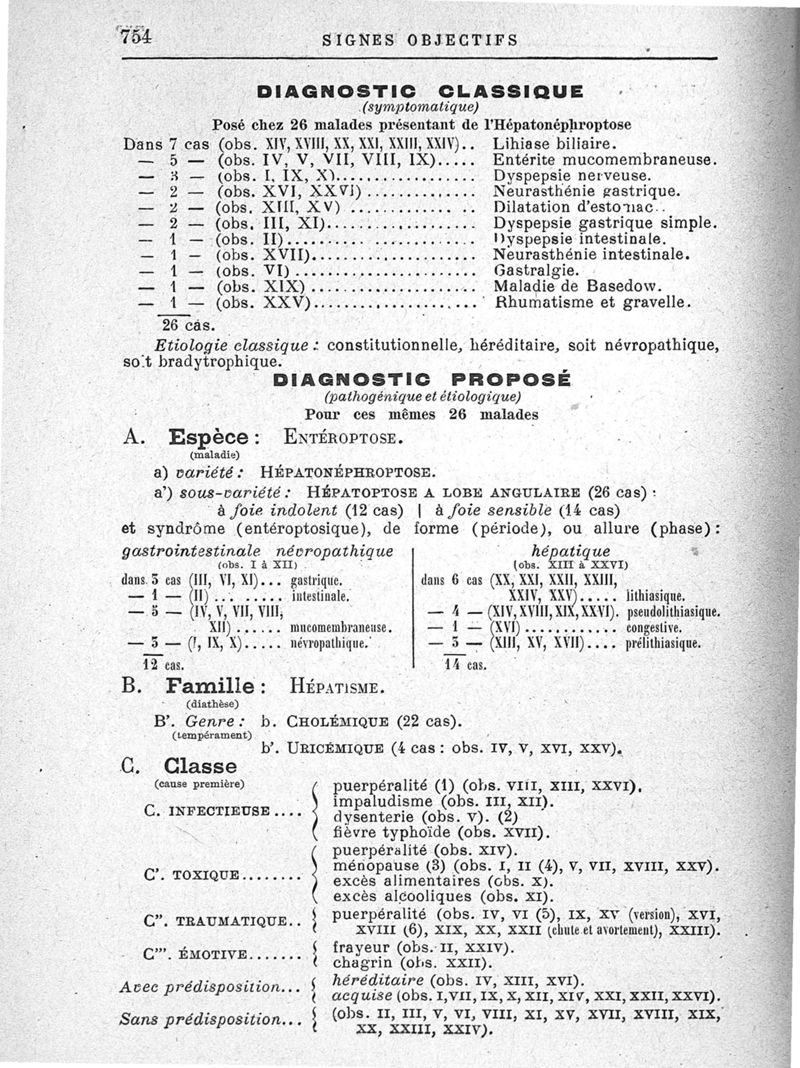 754
SIGNES OBJECTIFS
DIAGNOSTIC CLASSIQUE
(symptomatique)
Posé chez 26 malades présentant de l'Hépatonéphroptose
Dans 7 cas (obs. XIV, XVIII, XX, XXI, XXIII, XXIV).. Lihiase biliaire.
— 5 — (obs. IV, V, VII, VIII, IX)..... Entérite mucomembraneuse.
— 3 — (obs. I, IX, X)................. Dyspepsie nerveuse.
— 2 — (obs. XVI, XXVI) .............. Neurasthénie gastrique.
— 2 — (obs. XIII, XV) ............. .. Dilatation d'estomac..
— 2 — (obs. III, XI)................... Dyspepsie gastrique simple.
— 1 — (obs. II)........................ Dyspepsie intestinale.
— 1 — (obs. XVII)..................... Neurasthénie intestinale.
— 1 — (obs. VI) ....................... Gastralgie.
— 1 — (obs. XIX) ..................... Maladie de Basedow.
— 1 — (obs. XXV)..................... Rhumatisme et gravelle.
26 cas.
Etiologie classique : constitutionnelle, héréditaire, soit névropathique,
soit bradytrophique.
DIAGNOSTIC PROPOSÉ
(pathogénique et étiologique)
Pour ces mêmes 26 malades
A. Espèce : ENTÉROPTOSE.
(maladie)
a) variété : HÉPATONÉPHROPTOSE.
a') sous-variété : HÉPATOPTOSE A LOBE ANGULAIRE (26 cas) :
à foie indolent (12 cas) | à foie sensible (14 cas)
et syndrôme (entéroptosique), de forme (période), ou allure (phase) :
gastrointestinale névropathique
(obs. I à XII)
dans 3 cas (III, VI, XI)... gastrique.
— 1 — (II) ... ...... intestinale.
— 5 — (IV, V, VII, VIII,
XII) ...... mucomembraneuse.
— 3 — (I, IX, X)..... névropathique.
12 cas.
hépatique
(obs. XIII à XXVI)
dans 6 cas (XX, XXI, XXII, XXIII,
XXIV, XXV)..... lithiasique.
— 4 — (XIV, XVIII, XIX, XXVI). pseudolithiasique.
— 1 — (XVI) ............ congestive.
— 3 — (XIII, XV, XVII).... prélithiasique.
14 cas.
B. Famille : HÉPATISME.
(diathèse)
B'. Genre : b. CHOLÉMIQUE (22 cas).
(tempérament)
b'. URICÉMIQUE (4 cas : obs. IV, V, XVI, XXV).
C. Classe
(cause première)
C. INFECTIEUSE ....
puerpéralité (1) (obs. VIII, XIII, XXVI).
impaludisme (obs. III, XII).
dysenterie (obs. V). (2)
fièvre typhoïde (obs. XVII).
C'. TOXIQUE........
puerpéralité (obs. XIV).
ménopause (3) (obs. I, II (4), V, VII, XVIII, XXV).
excès alimentaires (obs. X).
excès alcooliques (obs. XI).
C". TRAUMATIQUE..
puerpéralité (obs. IV, VI (5), IX, XV (version), XVI,
XVIII (6), XIX, XX, XXII (chute et avortement), XXIII).
C"'. ÉMOTIVE.......
frayeur (obs. II, XXIV).
chagrin (obs. XXII).
Avec prédisposition...
héréditaire (obs. IV, XIII, XVI).
acquise (obs. I, VII, IX, X, XII, XIV, XXI, XXII, XXVI).
Sans prédisposition...
(obs. II, III, V, VI, VIII, XI, XV, XVII, XVIII, XIX,
XX, XXIII, XXIV).